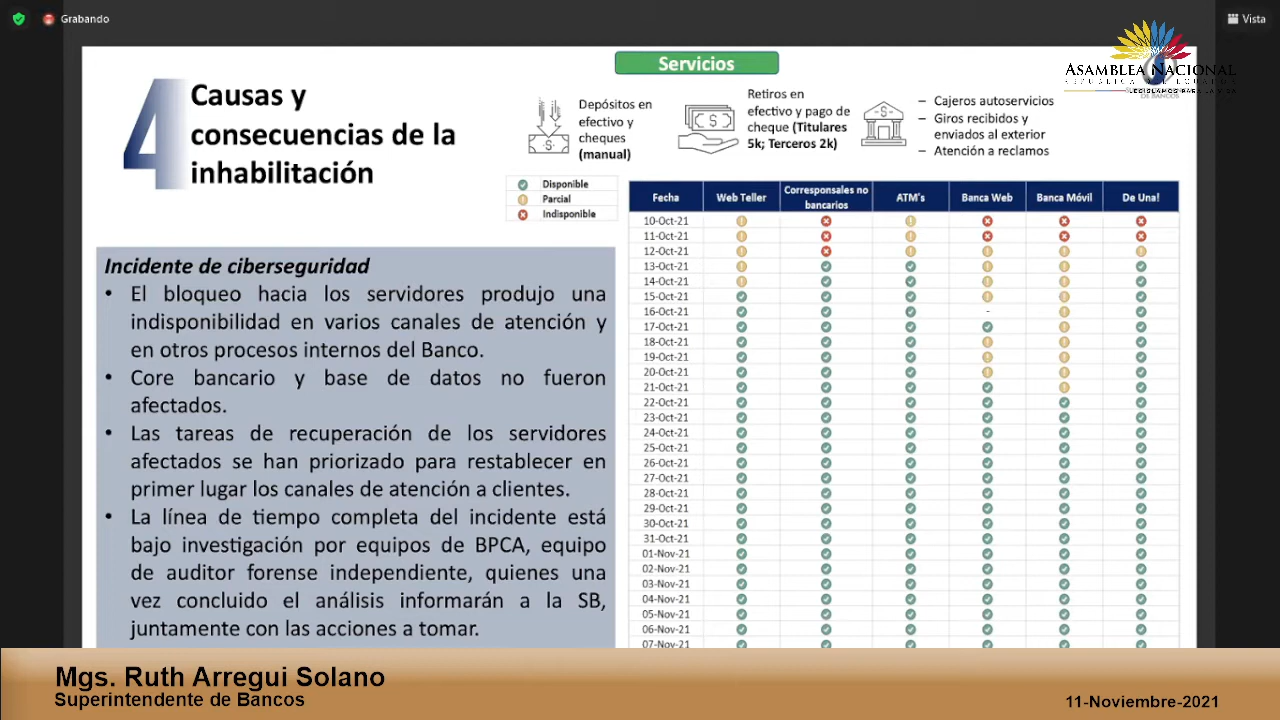 Grabando
Vista
ASAMBLEA NACIONAL
REPÚBLICA DEL ECUADOR
LEGISLAMOS PARA LA VIDA
DE BANCOS
4
Causas y
consecuencias de la
inhabilitación
Servicios
Depósitos en
efectivo y
cheques
(manual)
Retiros en
efectivo y pago de
cheque (Titulares
5k; Terceros 2k)
– Cajeros autoservicios
– Giros recibidos y
enviados al exterior
– Atención a reclamos
Disponible
Parcial
Indisponible
Incidente de ciberseguridad
• El bloqueo hacia los servidores produjo una
indisponibilidad en varios canales de atención y
en otros procesos internos del Banco.
• Core bancario y base de datos no fueron
afectados.
• Las tareas de recuperación de los servidores
afectados se han priorizado para restablecer en
primer lugar los canales de atención a clientes.
• La línea de tiempo completa del incidente está
bajo investigación por equipos de BPCA, equipo
de auditor forense independiente, quienes una
vez concluido el análisis informarán a la SB,
juntamente con las acciones a tomar.
Fecha Web Teller Corresponsales no bancarios ATM's Banca Web Banca Móvil De Una!
10-Oct-21
11-Oct-21
12-Oct-21
13-Oct-21
14-Oct-21
15-Oct-21
16-Oct-21 -
17-Oct-21
18-Oct-21
19-Oct-21
20-Oct-21
21-Oct-21
22-Oct-21
23-Oct-21
24-Oct-21
25-Oct-21
26-Oct-21
27-Oct-21
28-Oct-21
29-Oct-21
30-Oct-21
31-Oct-21
01-Nov-21
02-Nov-21
03-Nov-21
04-Nov-21
05-Nov-21
06-Nov-21
07-Nov-21
Mgs. Ruth Arregui Solano
Superintendente de Bancos
11-Noviembre-2021